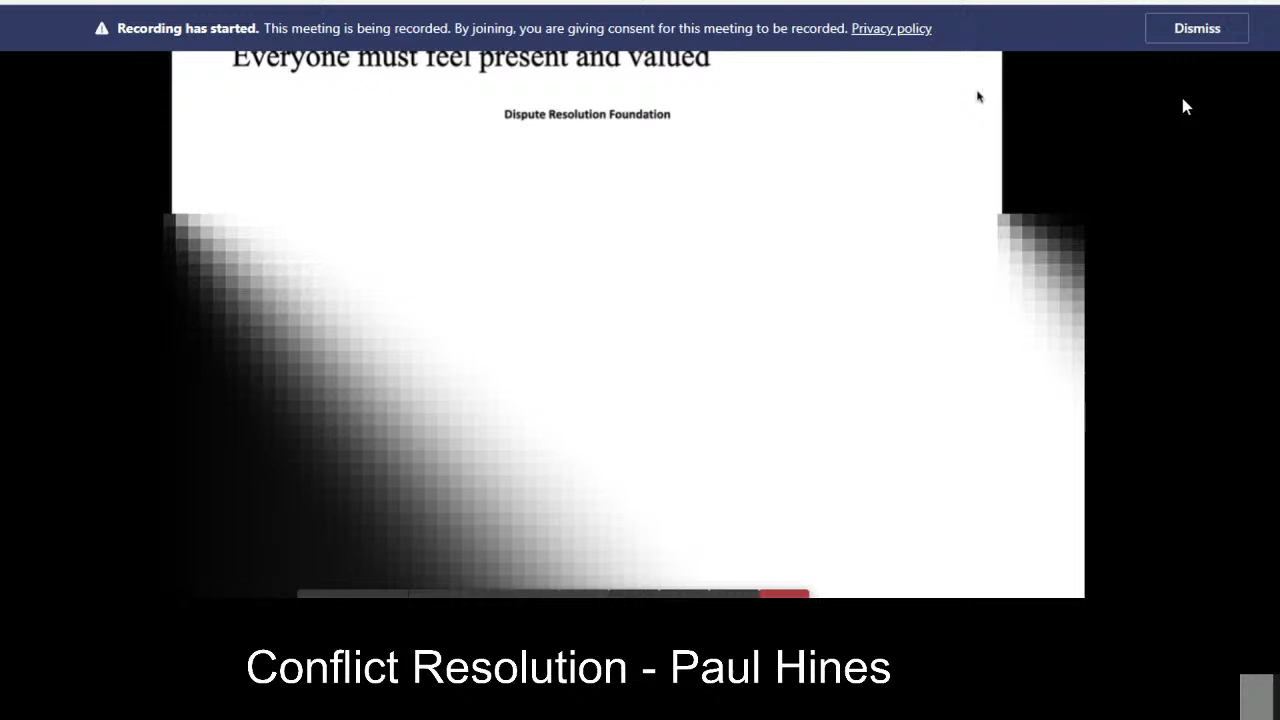 Recording has started. This meeting is being recorded. By joining, you are giving consent for this meeting to be recorded. Privacy policy
Dismiss
Everyone must feel present and valued
Dispute Resolution Foundation
Conflict Resolution - Paul Hines